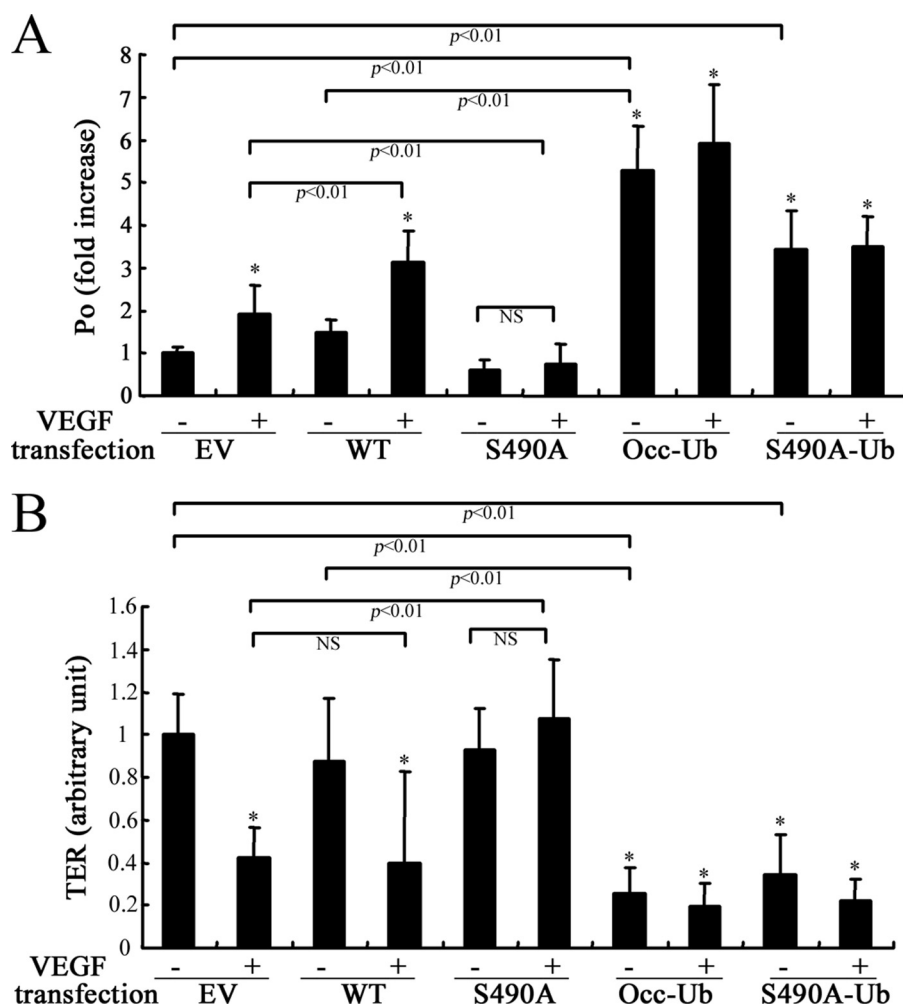 A
p<0.01
p<0.01
p<0.01
p<0.01
p<0.01
NS
Po (fold increase)
8
7
6
5
4
3
2
1
0
* * * * * *
VEGF - + - + - + - + - +
transfection EV WT S490A Occ-Ub S490A-Ub
B
p<0.01
p<0.01
p<0.01
p<0.01
NS NS
TER (arbitrary unit)
1.6
1.4
1.2
1
0.8
0.6
0.4
0.2
0
* * * * * *
VEGF - + - + - + - + - +
transfection EV WT S490A Occ-Ub S490A-Ub